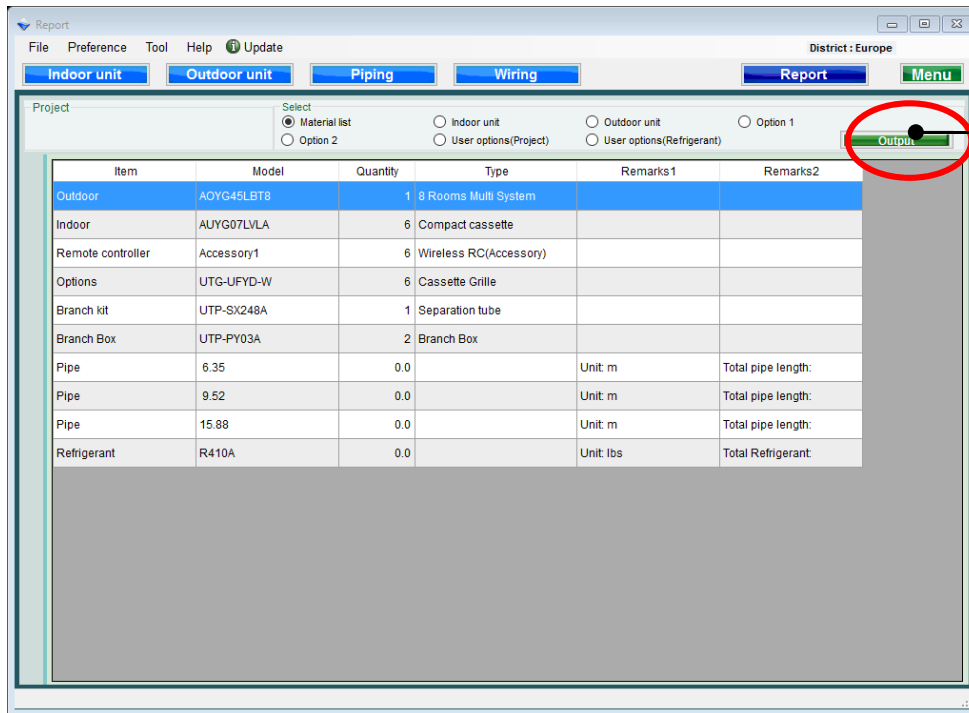 Report
File Preference Tool Help Update District : Europe
Indoor unit Outdoor unit Piping Wiring Report Menu
Project Select
Material list Indoor unit Outdoor unit Option 1
Option 2 User options(Project) User options(Refrigerant) Output
Item Model Quantity Type Remarks1 Remarks2
Outdoor AOYG45LBT8 1 8 Rooms Multi System
Indoor AUYG07LVLA 6 Compact cassette
Remote controller Accessory1 6 Wireless RC(Accessory)
Options UTG-UFYD-W 6 Cassette Grille
Branch kit UTP-SX248A 1 Separation tube
Branch Box UTP-PY03A 2 Branch Box
Pipe 6.35 0.0 Unit: m Total pipe length:
Pipe 9.52 0.0 Unit: m Total pipe length:
Pipe 15.88 0.0 Unit: m Total pipe length:
Refrigerant R410A 0.0 Unit: lbs Total Refrigerant: